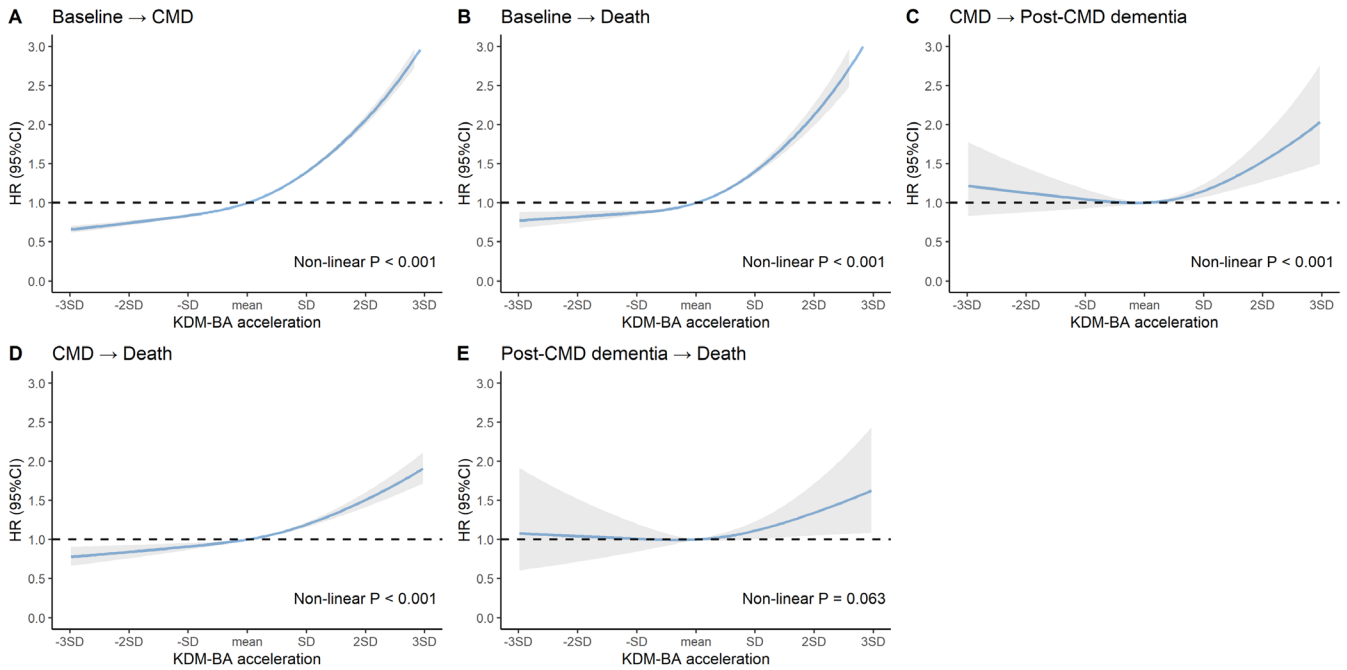 A Baseline → CMD
HR (95%CI)
3.0
2.5
2.0
1.5
1.0
0.5
0.0
Non-linear P < 0.001
-3SD -2SD -SD mean SD 2SD 3SD
KDM-BA acceleration
B Baseline → Death
HR (95%CI)
3.0
2.5
2.0
1.5
1.0
0.5
0.0
Non-linear P < 0.001
-3SD -2SD -SD mean SD 2SD 3SD
KDM-BA acceleration
C CMD → Post-CMD dementia
HR (95%CI)
3.0
2.5
2.0
1.5
1.0
0.5
0.0
Non-linear P < 0.001
-3SD -2SD -SD mean SD 2SD 3SD
KDM-BA acceleration
D CMD → Death
HR (95%CI)
3.0
2.5
2.0
1.5
1.0
0.5
0.0
Non-linear P < 0.001
-3SD -2SD -SD mean SD 2SD 3SD
KDM-BA acceleration
E Post-CMD dementia → Death
HR (95%CI)
3.0
2.5
2.0
1.5
1.0
0.5
0.0
Non-linear P = 0.063
-3SD -2SD -SD mean SD 2SD 3SD
KDM-BA acceleration